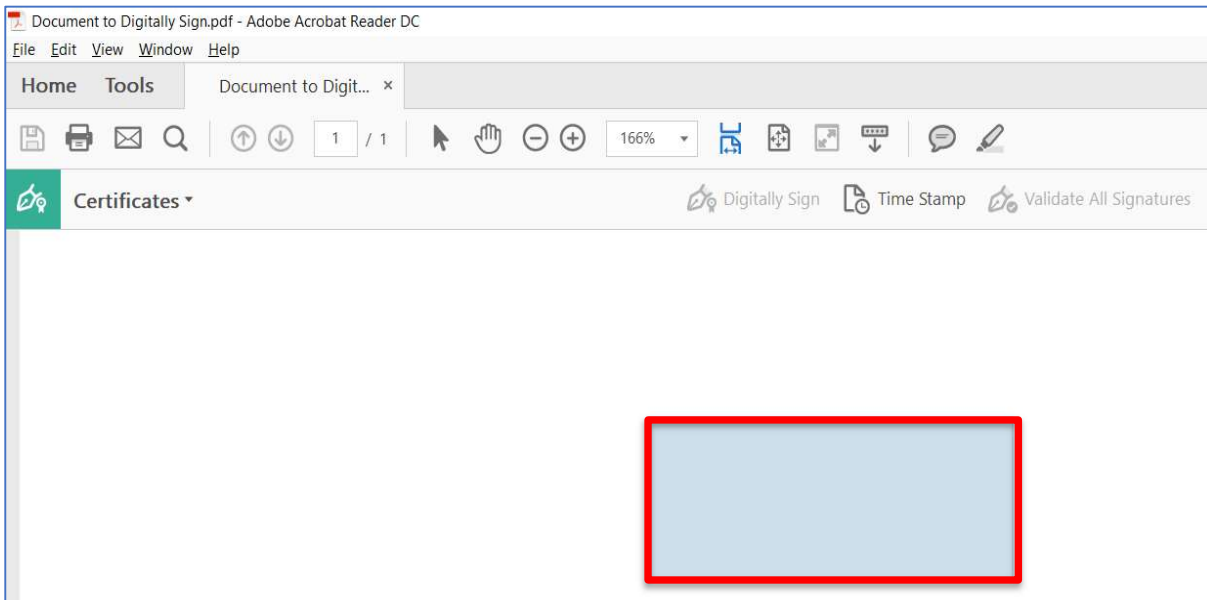 Document to Digitally Sign.pdf - Adobe Acrobat Reader DC
File Edit View Window Help
Home Tools Document to Digit... ×
1 / 1 166%
Certificates Digitally Sign Time Stamp Validate All Signatures